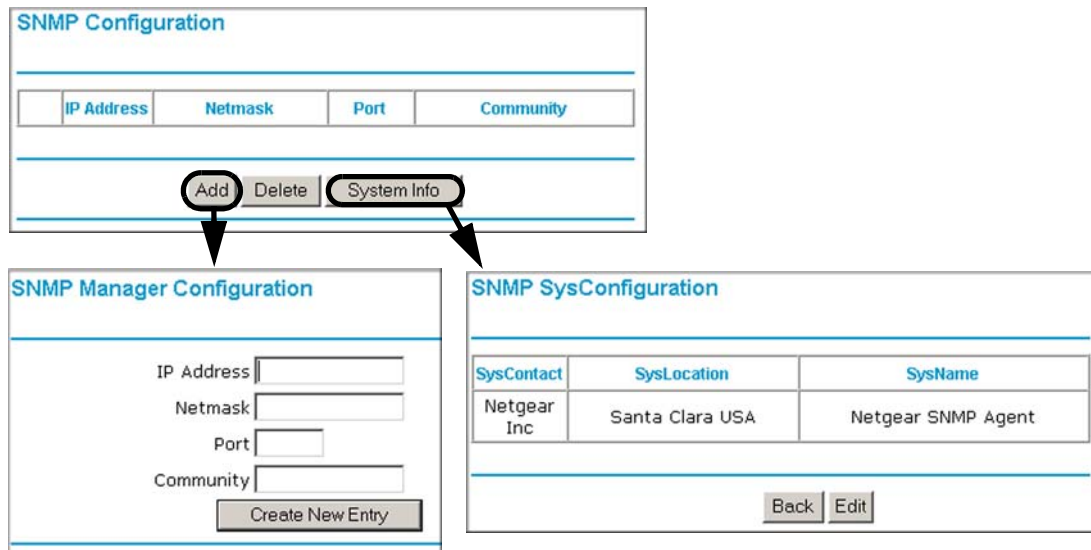 SNMP Configuration
IP Address Netmask Port Community
Add Delete System Info
SNMP Manager Configuration
IP Address
Netmask
Port
Community
Create New Entry
SNMP SysConfiguration
SysContact SysLocation SysName
Netgear Inc Santa Clara USA Netgear SNMP Agent
Back Edit